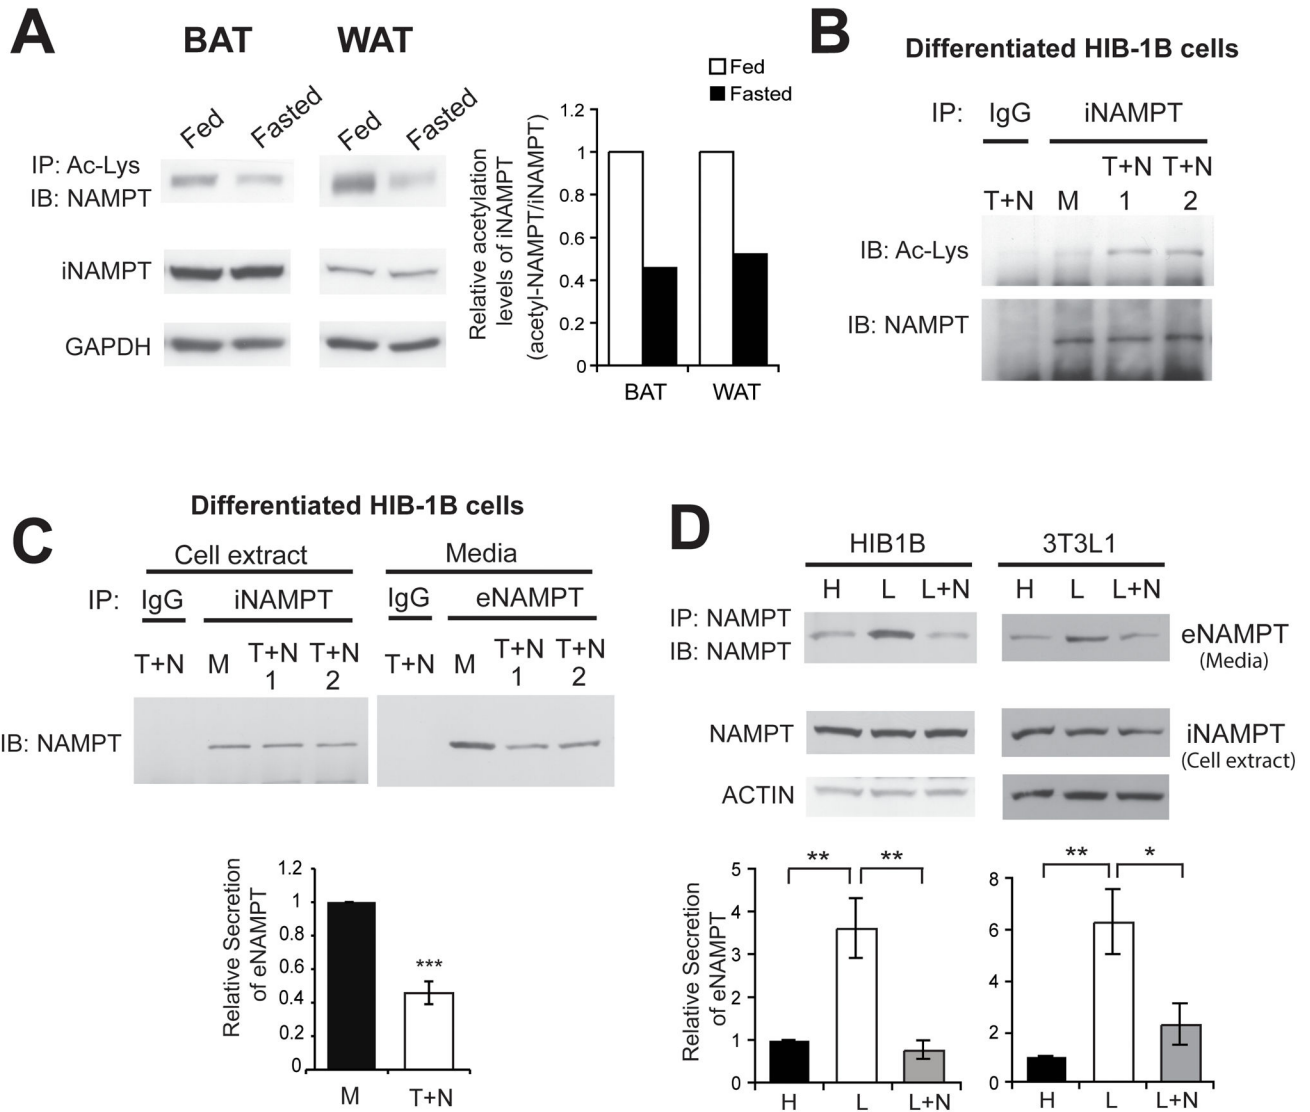 A
BAT WAT
Fed Fasted Fed Fasted
IP: Ac-Lys
IB: NAMPT
iNAMPT
GAPDH
Fed
Fasted
Relative acetylation
levels of iNAMPT
(acetyl-NAMPT/iNAMPT)
1.2
1
0.8
0.6
0.4
0.2
0
BAT WAT
B
Differentiated HIB-1B cells
IP: IgG iNAMPT
T+N T+N
T+N M 1 2
IB: Ac-Lys
IB: NAMPT
C
Differentiated HIB-1B cells
Cell extract Media
IP: IgG iNAMPT IgG eNAMPT
T+N M T+N T+N T+N M T+N T+N
1 2 1 2
IB: NAMPT
Relative Secretion
of eNAMPT
1.2
1
0.8
0.6
0.4
0.2
0
***
M T+N
D
HIB1B 3T3L1
H L L+N H L L+N
IP: NAMPT
IB: NAMPT
eNAMPT
(Media)
NAMPT
iNAMPT
(Cell extract)
ACTIN
Relative Secretion
of eNAMPT
5
4
3
2
1
0
** **
H L L+N
8
6
4
2
0
** *
H L L+N